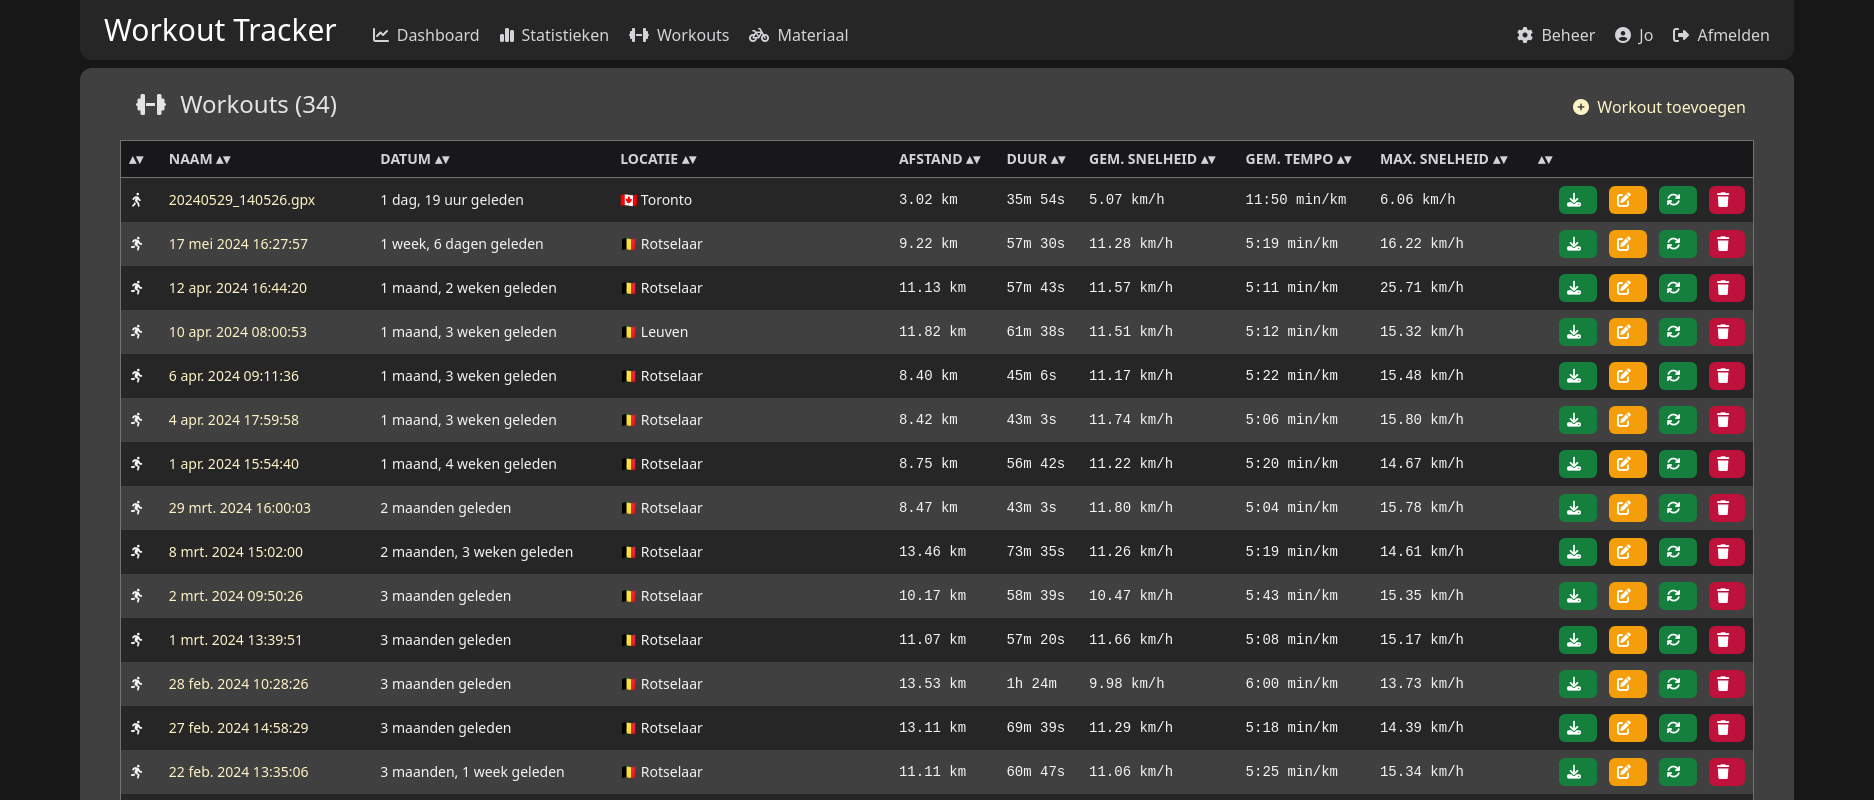 Workout Tracker Dashboard Statistieken Workouts Materiaal Beheer Jo Afmelden
Workouts (34) Workout toevoegen
▲▼ NAAM ▲▼ DATUM ▲▼ LOCATIE ▲▼ AFSTAND ▲▼ DUUR ▲▼ GEM. SNELHEID ▲▼ GEM. TEMPO ▲▼ MAX. SNELHEID ▲▼ ▲▼
20240529_140526.gpx 1 dag, 19 uur geleden Toronto 3.02 km 35m 54s 5.07 km/h 11:50 min/km 6.06 km/h
17 mei 2024 16:27:57 1 week, 6 dagen geleden Rotselaar 9.22 km 57m 30s 11.28 km/h 5:19 min/km 16.22 km/h
12 apr. 2024 16:44:20 1 maand, 2 weken geleden Rotselaar 11.13 km 57m 43s 11.57 km/h 5:11 min/km 25.71 km/h
10 apr. 2024 08:00:53 1 maand, 3 weken geleden Leuven 11.82 km 61m 38s 11.51 km/h 5:12 min/km 15.32 km/h
6 apr. 2024 09:11:36 1 maand, 3 weken geleden Rotselaar 8.40 km 45m 6s 11.17 km/h 5:22 min/km 15.48 km/h
4 apr. 2024 17:59:58 1 maand, 3 weken geleden Rotselaar 8.42 km 43m 3s 11.74 km/h 5:06 min/km 15.80 km/h
1 apr. 2024 15:54:40 1 maand, 4 weken geleden Rotselaar 8.75 km 56m 42s 11.22 km/h 5:20 min/km 14.67 km/h
29 mrt. 2024 16:00:03 2 maanden geleden Rotselaar 8.47 km 43m 3s 11.80 km/h 5:04 min/km 15.78 km/h
8 mrt. 2024 15:02:00 2 maanden, 3 weken geleden Rotselaar 13.46 km 73m 35s 11.26 km/h 5:19 min/km 14.61 km/h
2 mrt. 2024 09:50:26 3 maanden geleden Rotselaar 10.17 km 58m 39s 10.47 km/h 5:43 min/km 15.35 km/h
1 mrt. 2024 13:39:51 3 maanden geleden Rotselaar 11.07 km 57m 20s 11.66 km/h 5:08 min/km 15.17 km/h
28 feb. 2024 10:28:26 3 maanden geleden Rotselaar 13.53 km 1h 24m 9.98 km/h 6:00 min/km 13.73 km/h
27 feb. 2024 14:58:29 3 maanden geleden Rotselaar 13.11 km 69m 39s 11.29 km/h 5:18 min/km 14.39 km/h
22 feb. 2024 13:35:06 3 maanden, 1 week geleden Rotselaar 11.11 km 60m 47s 11.06 km/h 5:25 min/km 15.34 km/h